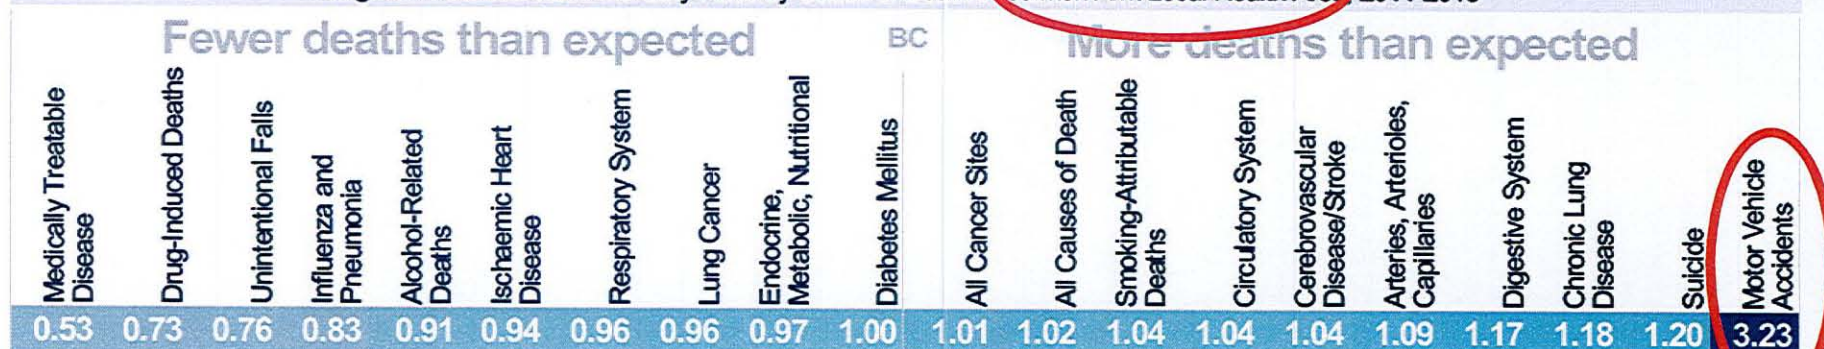 2011-2015
Fewer deaths than expected BC More deaths than expected
Medically Treatable
Disease
Drug-Induced Deaths
Unintentional Falls
Influenza and
Pneumonia
Alcohol-Related
Deaths
Ischaemic Heart
Disease
Respiratory System
Lung Cancer
Endocrine,
Metabolic, Nutritional
Diabetes Mellitus
All Cancer Sites
All Causes of Death
Smoking-Attributable
Deaths
Circulatory System
Cerebrovascular
Disease/Stroke
Arteries, Arterioles,
Capillaries
Digestive System
Chronic Lung
Disease
Suicide
Motor Vehicle
Accidents
0.53 0.73 0.76 0.83 0.91 0.94 0.96 0.96 0.97 1.00 1.01 1.02 1.04 1.04 1.04 1.09 1.17 1.18 1.20 3.23